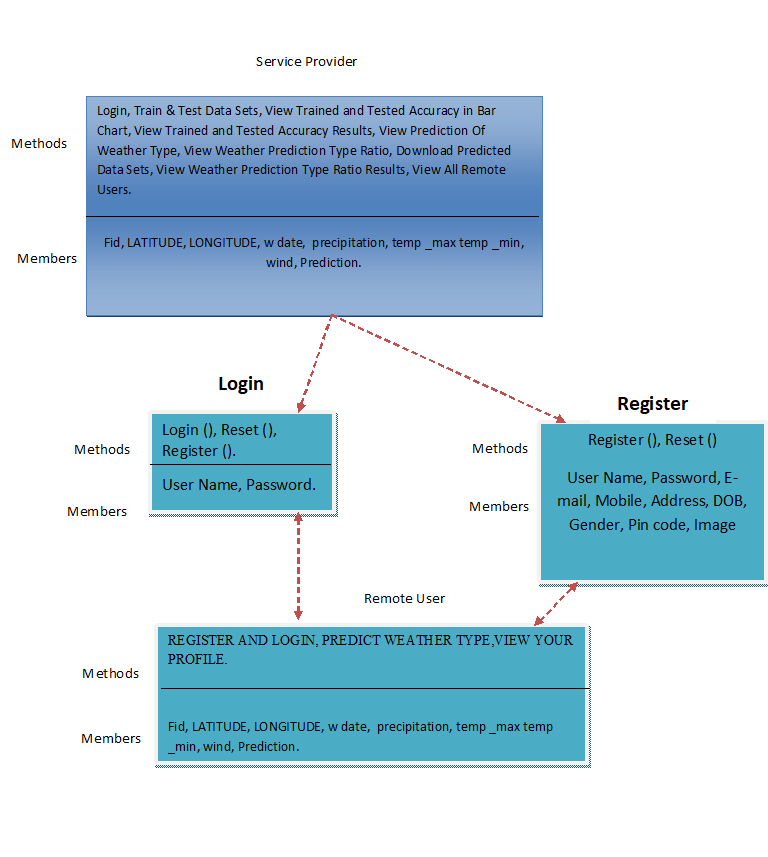 Service Provider
Methods
Login, Train & Test Data Sets, View Trained and Tested Accuracy in Bar
Chart, View Trained and Tested Accuracy Results, View Prediction Of
Weather Type, View Weather Prediction Type Ratio, Download Predicted
Data Sets, View Weather Prediction Type Ratio Results, View All Remote
Users.
Members
Fid, LATITUDE, LONGITUDE, w date,  precipitation, temp _max temp _min,
wind, Prediction.
Login
Methods
Login (), Reset (),
Register ().
Members
User Name, Password.
Register
Methods
Register (), Reset ()
Members
User Name, Password, E-
mail, Mobile, Address, DOB,
Gender, Pin code, Image
Remote User
Methods
REGISTER AND LOGIN, PREDICT WEATHER TYPE,VIEW YOUR
PROFILE.
Members
Fid, LATITUDE, LONGITUDE, w date,  precipitation, temp _max temp
_min, wind, Prediction.